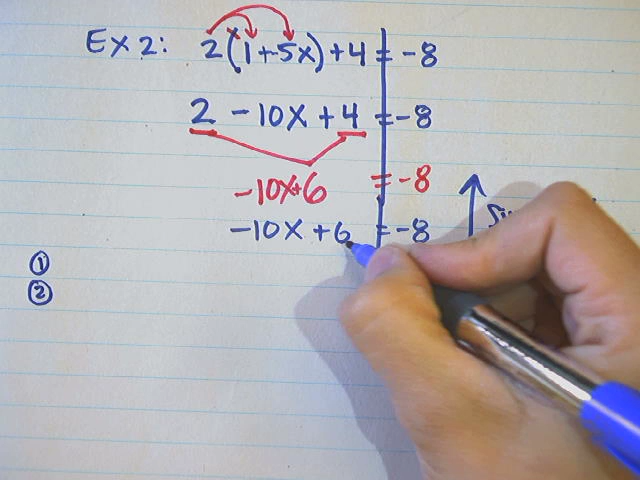 Ex 2: 2(1+-5x)+4 = -8
2 - 10x + 4 = -8
-10x+6 = -8
-10x + 6 = -8
①
②